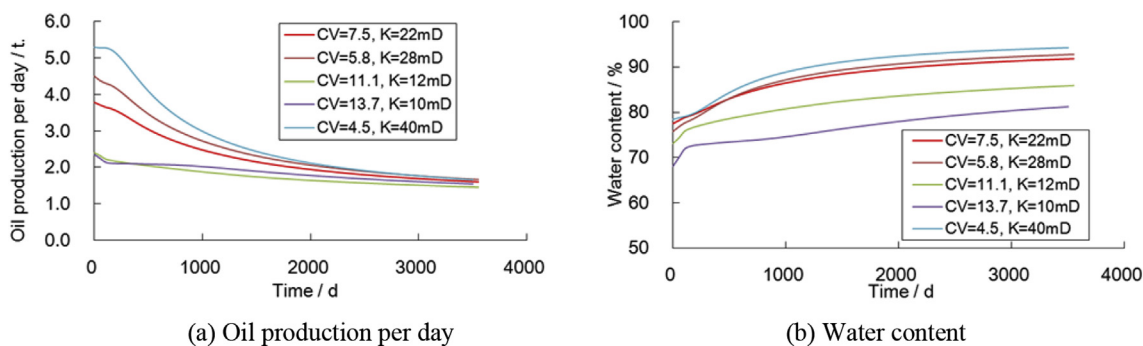 6.0
5.0
4.0
3.0
2.0
1.0
0.0
Oil production per day / t.
CV=7.5, K=22mD
CV=5.8, K=28mD
CV=11.1, K=12mD
CV=13.7, K=10mD
CV=4.5, K=40mD
0 1000 2000 3000 4000
Time / d
(a) Oil production per day
100
90
80
70
60
50
Water content / %
CV=7.5, K=22mD
CV=5.8, K=28mD
CV=11.1, K=12mD
CV=13.7, K=10mD
CV=4.5, K=40mD
0 1000 2000 3000 4000
Time / d
(b) Water content